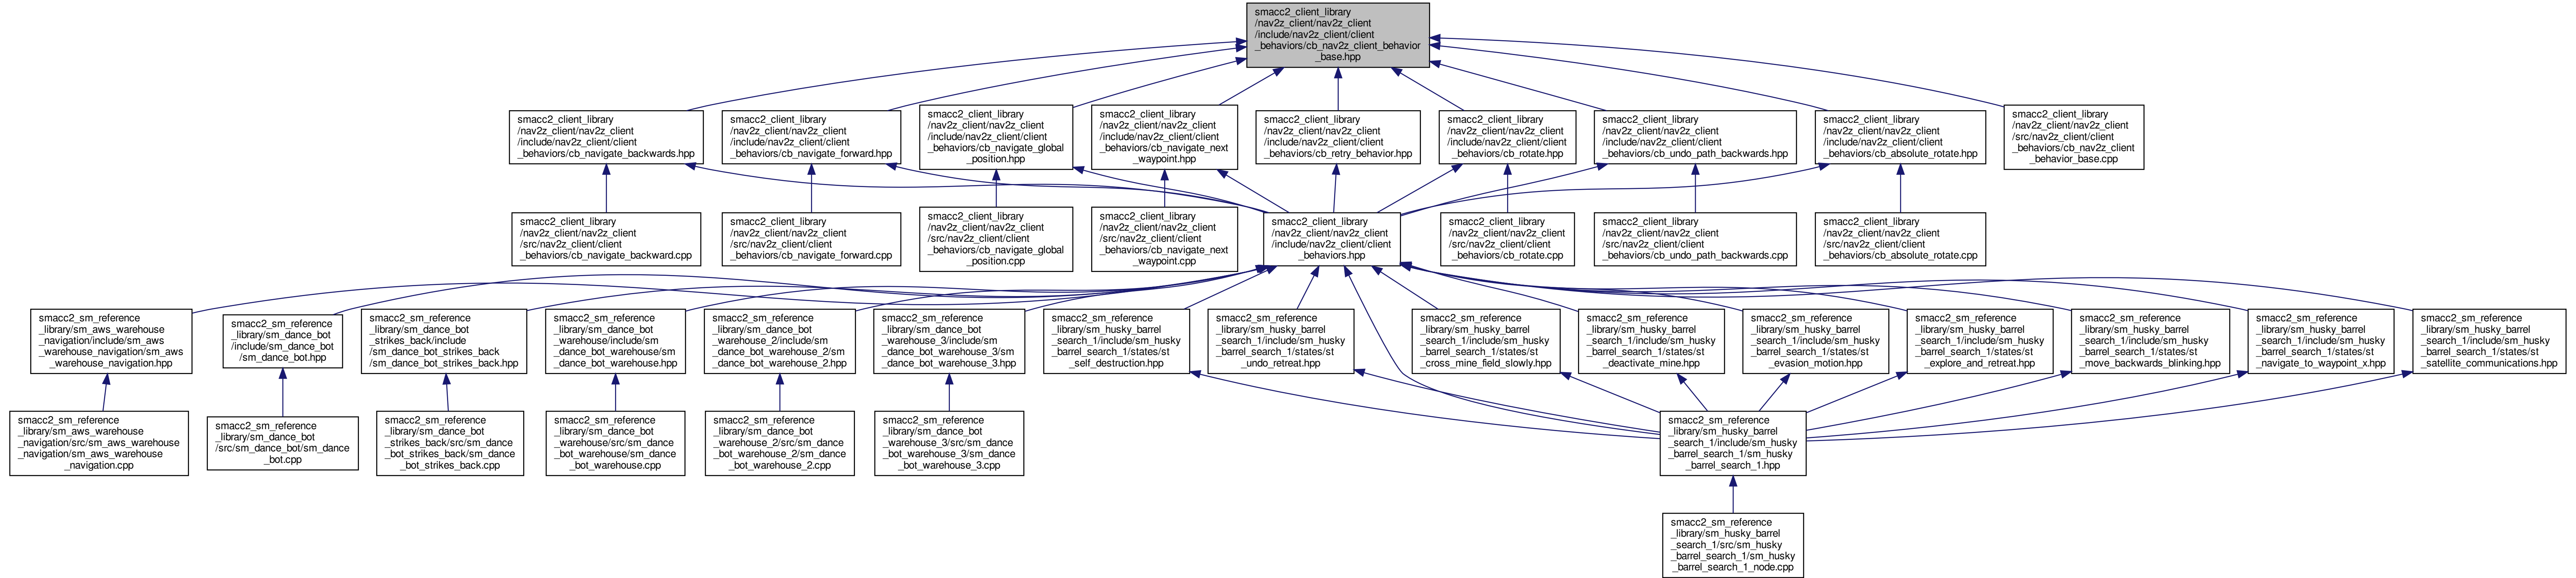 smacc2_client_library
/nav2z_client/nav2z_client
/include/nav2z_client/client
_behaviors/cb_nav2z_client_behavior
_base.hpp
smacc2_client_library
/nav2z_client/nav2z_client
/include/nav2z_client/client
_behaviors/cb_navigate_backwards.hpp
smacc2_client_library
/nav2z_client/nav2z_client
/include/nav2z_client/client
_behaviors/cb_navigate_forward.hpp
smacc2_client_library
/nav2z_client/nav2z_client
/include/nav2z_client/client
_behaviors/cb_navigate_global
_position.hpp
smacc2_client_library
/nav2z_client/nav2z_client
/include/nav2z_client/client
_behaviors/cb_navigate_next
_waypoint.hpp
smacc2_client_library
/nav2z_client/nav2z_client
/include/nav2z_client/client
_behaviors/cb_retry_behavior.hpp
smacc2_client_library
/nav2z_client/nav2z_client
/include/nav2z_client/client
_behaviors/cb_rotate.hpp
smacc2_client_library
/nav2z_client/nav2z_client
/include/nav2z_client/client
_behaviors/cb_undo_path_backwards.hpp
smacc2_client_library
/nav2z_client/nav2z_client
/include/nav2z_client/client
_behaviors/cb_absolute_rotate.hpp
smacc2_client_library
/nav2z_client/nav2z_client
/src/nav2z_client/client
_behaviors/cb_nav2z_client
_behavior_base.cpp
smacc2_client_library
/nav2z_client/nav2z_client
/src/nav2z_client/client
_behaviors/cb_navigate_backward.cpp
smacc2_client_library
/nav2z_client/nav2z_client
/src/nav2z_client/client
_behaviors/cb_navigate_forward.cpp
smacc2_client_library
/nav2z_client/nav2z_client
/src/nav2z_client/client
_behaviors/cb_navigate_global
_position.cpp
smacc2_client_library
/nav2z_client/nav2z_client
/src/nav2z_client/client
_behaviors/cb_navigate_next
_waypoint.cpp
smacc2_client_library
/nav2z_client/nav2z_client
/include/nav2z_client/client
_behaviors.hpp
smacc2_client_library
/nav2z_client/nav2z_client
/src/nav2z_client/client
_behaviors/cb_rotate.cpp
smacc2_client_library
/nav2z_client/nav2z_client
/src/nav2z_client/client
_behaviors/cb_undo_path_backwards.cpp
smacc2_client_library
/nav2z_client/nav2z_client
/src/nav2z_client/client
_behaviors/cb_absolute_rotate.cpp
smacc2_sm_reference
_library/sm_aws_warehouse
_navigation/include/sm_aws
_warehouse_navigation/sm_aws
_warehouse_navigation.hpp
smacc2_sm_reference
_library/sm_dance_bot
/include/sm_dance_bot
/sm_dance_bot.hpp
smacc2_sm_reference
_library/sm_dance_bot
_strikes_back/include
/sm_dance_bot_strikes_back
/sm_dance_bot_strikes_back.hpp
smacc2_sm_reference
_library/sm_dance_bot
_warehouse/include/sm
_dance_bot_warehouse/sm
_dance_bot_warehouse.hpp
smacc2_sm_reference
_library/sm_dance_bot
_warehouse_2/include/sm
_dance_bot_warehouse_2/sm
_dance_bot_warehouse_2.hpp
smacc2_sm_reference
_library/sm_dance_bot
_warehouse_3/include/sm
_dance_bot_warehouse_3/sm
_dance_bot_warehouse_3.hpp
smacc2_sm_reference
_library/sm_husky_barrel
_search_1/include/sm_husky
_barrel_search_1/states/st
_self_destruction.hpp
smacc2_sm_reference
_library/sm_husky_barrel
_search_1/include/sm_husky
_barrel_search_1/states/st
_undo_retreat.hpp
smacc2_sm_reference
_library/sm_husky_barrel
_search_1/include/sm_husky
_barrel_search_1/states/st
_cross_mine_field_slowly.hpp
smacc2_sm_reference
_library/sm_husky_barrel
_search_1/include/sm_husky
_barrel_search_1/states/st
_deactivate_mine.hpp
smacc2_sm_reference
_library/sm_husky_barrel
_search_1/include/sm_husky
_barrel_search_1/states/st
_evasion_motion.hpp
smacc2_sm_reference
_library/sm_husky_barrel
_search_1/include/sm_husky
_barrel_search_1/states/st
_explore_and_retreat.hpp
smacc2_sm_reference
_library/sm_husky_barrel
_search_1/include/sm_husky
_barrel_search_1/states/st
_move_backwards_blinking.hpp
smacc2_sm_reference
_library/sm_husky_barrel
_search_1/include/sm_husky
_barrel_search_1/states/st
_navigate_to_waypoint_x.hpp
smacc2_sm_reference
_library/sm_husky_barrel
_search_1/include/sm_husky
_barrel_search_1/states/st
_satellite_communications.hpp
smacc2_sm_reference
_library/sm_aws_warehouse
_navigation/src/sm_aws_warehouse
_navigation/sm_aws_warehouse
_navigation.cpp
smacc2_sm_reference
_library/sm_dance_bot
/src/sm_dance_bot/sm_dance
_bot.cpp
smacc2_sm_reference
_library/sm_dance_bot
_strikes_back/src/sm_dance
_bot_strikes_back/sm_dance
_bot_strikes_back.cpp
smacc2_sm_reference
_library/sm_dance_bot
_warehouse/src/sm_dance
_bot_warehouse/sm_dance
_bot_warehouse.cpp
smacc2_sm_reference
_library/sm_dance_bot
_warehouse_2/src/sm_dance
_bot_warehouse_2/sm_dance
_bot_warehouse_2.cpp
smacc2_sm_reference
_library/sm_dance_bot
_warehouse_3/src/sm_dance
_bot_warehouse_3/sm_dance
_bot_warehouse_3.cpp
smacc2_sm_reference
_library/sm_husky_barrel
_search_1/include/sm_husky
_barrel_search_1/sm_husky
_barrel_search_1.hpp
smacc2_sm_reference
_library/sm_husky_barrel
_search_1/src/sm_husky
_barrel_search_1/sm_husky
_barrel_search_1_node.cpp